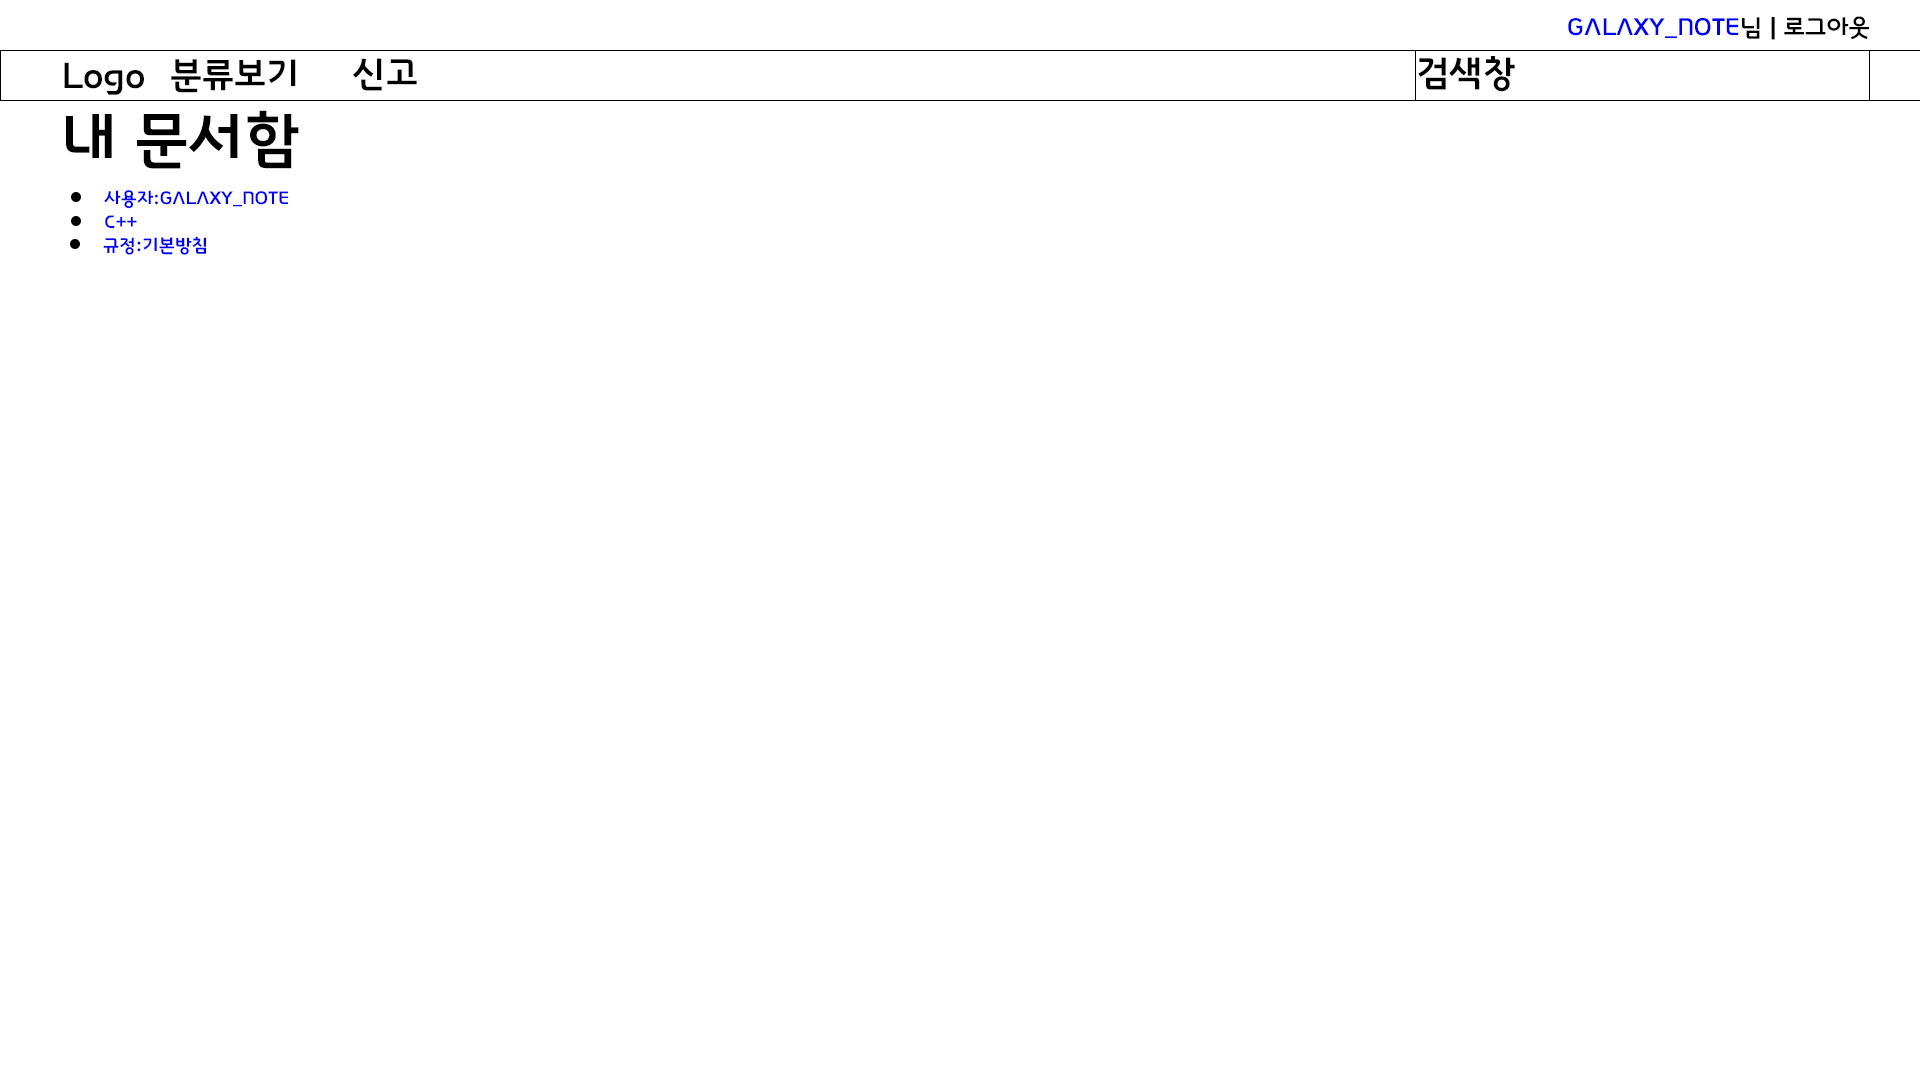 GALAXY_NOTE님 | 로그아웃
Logo 분류보기 신고 검색창
내 문서함
사용자:GALAXY_NOTE
C++
규정:기본방침